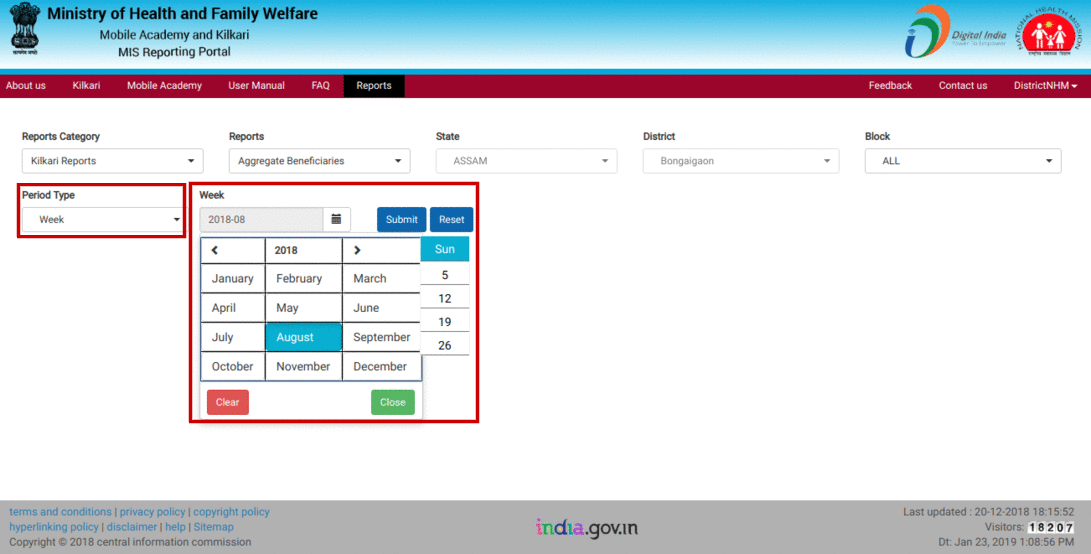 Ministry of Health and Family Welfare
Mobile Academy and Kilkari
MIS Reporting Portal
सत्यमेव जयते
Digital India
Power To Empower
NATIONAL HEALTH MISSION
राष्ट्रीय स्वास्थ्य मिशन
About us Kilkari Mobile Academy User Manual FAQ Reports Feedback Contact us DistrictNHM
Reports Category Reports State District Block
Kilkari Reports Aggregate Beneficiaries ASSAM Bongaigaon ALL
Period Type Week
Week 2018-08 Submit Reset
2018 Sun
January February March 5
April May June 12
July August September 19
October November December 26
Clear Close
terms and conditions | privacy policy | copyright policy
hyperlinking policy | disclaimer | help | Sitemap
Copyright © 2018 central information commission
india.gov.in
Last updated : 20-12-2018 18:15:52
Visitors: 18207
Dt: Jan 23, 2019 1:08:56 PM